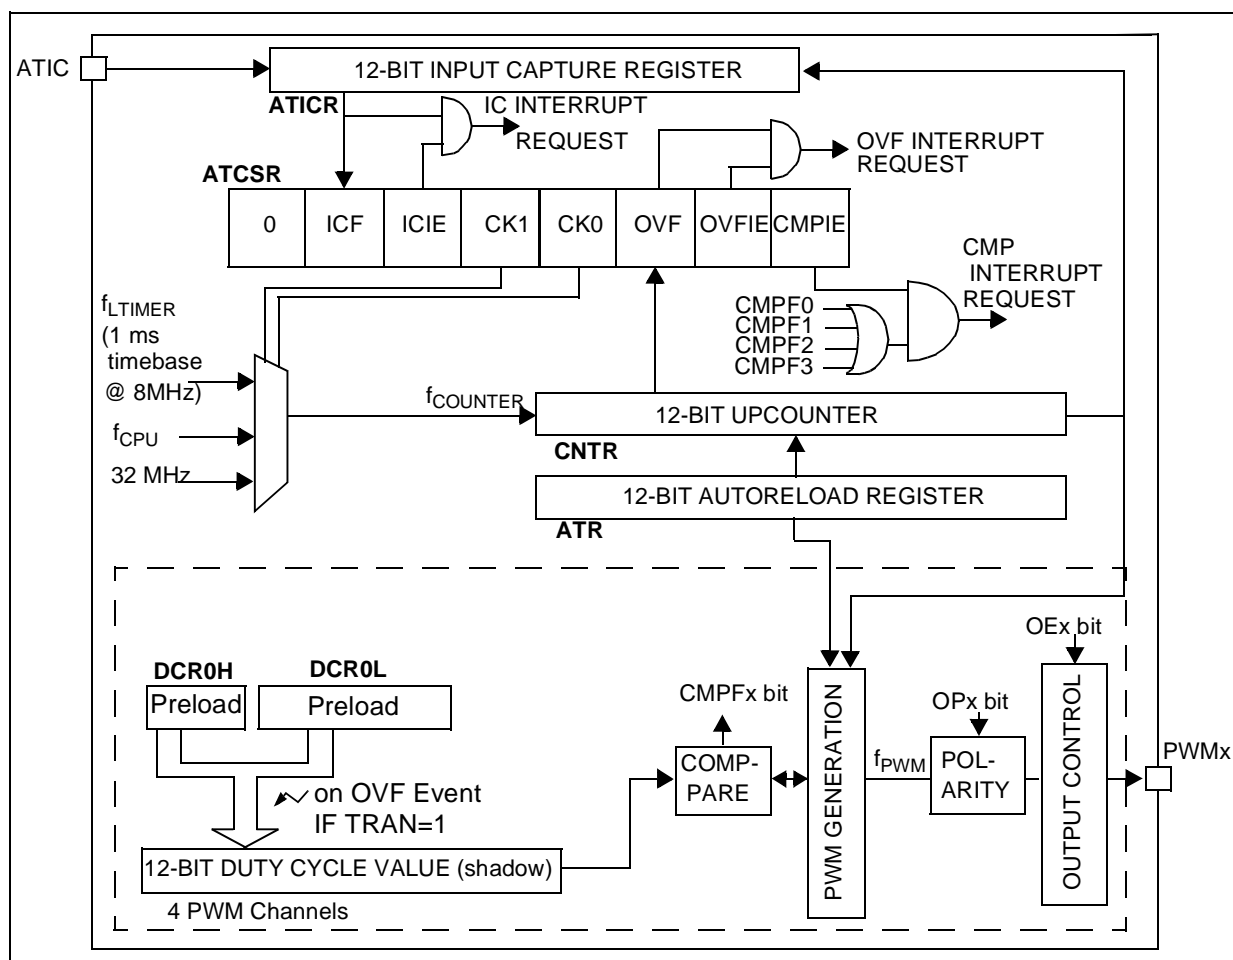 ATIC
12-BIT INPUT CAPTURE REGISTER
ATICR
IC INTERRUPT
REQUEST
OVF INTERRUPT
REQUEST
ATCSR
0 ICF ICIE CK1 CK0 OVF OVFIE CMPIE
CMP
INTERRUPT
REQUEST
fLTIMER
(1 ms
timebase
@ 8MHz)
CMPF0
CMPF1
CMPF2
CMPF3
fCOUNTER
12-BIT UPCOUNTER
fCPU
CNTR
32 MHz
12-BIT AUTORELOAD REGISTER
ATR
OEx bit
DCR0H
DCR0L
Preload
Preload
CMPFx bit
OPx bit
PWMx
COMP-
PARE
PWM GENERATION
fPWM
POL-
ARITY
OUTPUT CONTROL
on OVF Event
IF TRAN=1
12-BIT DUTY CYCLE VALUE (shadow)
4 PWM Channels